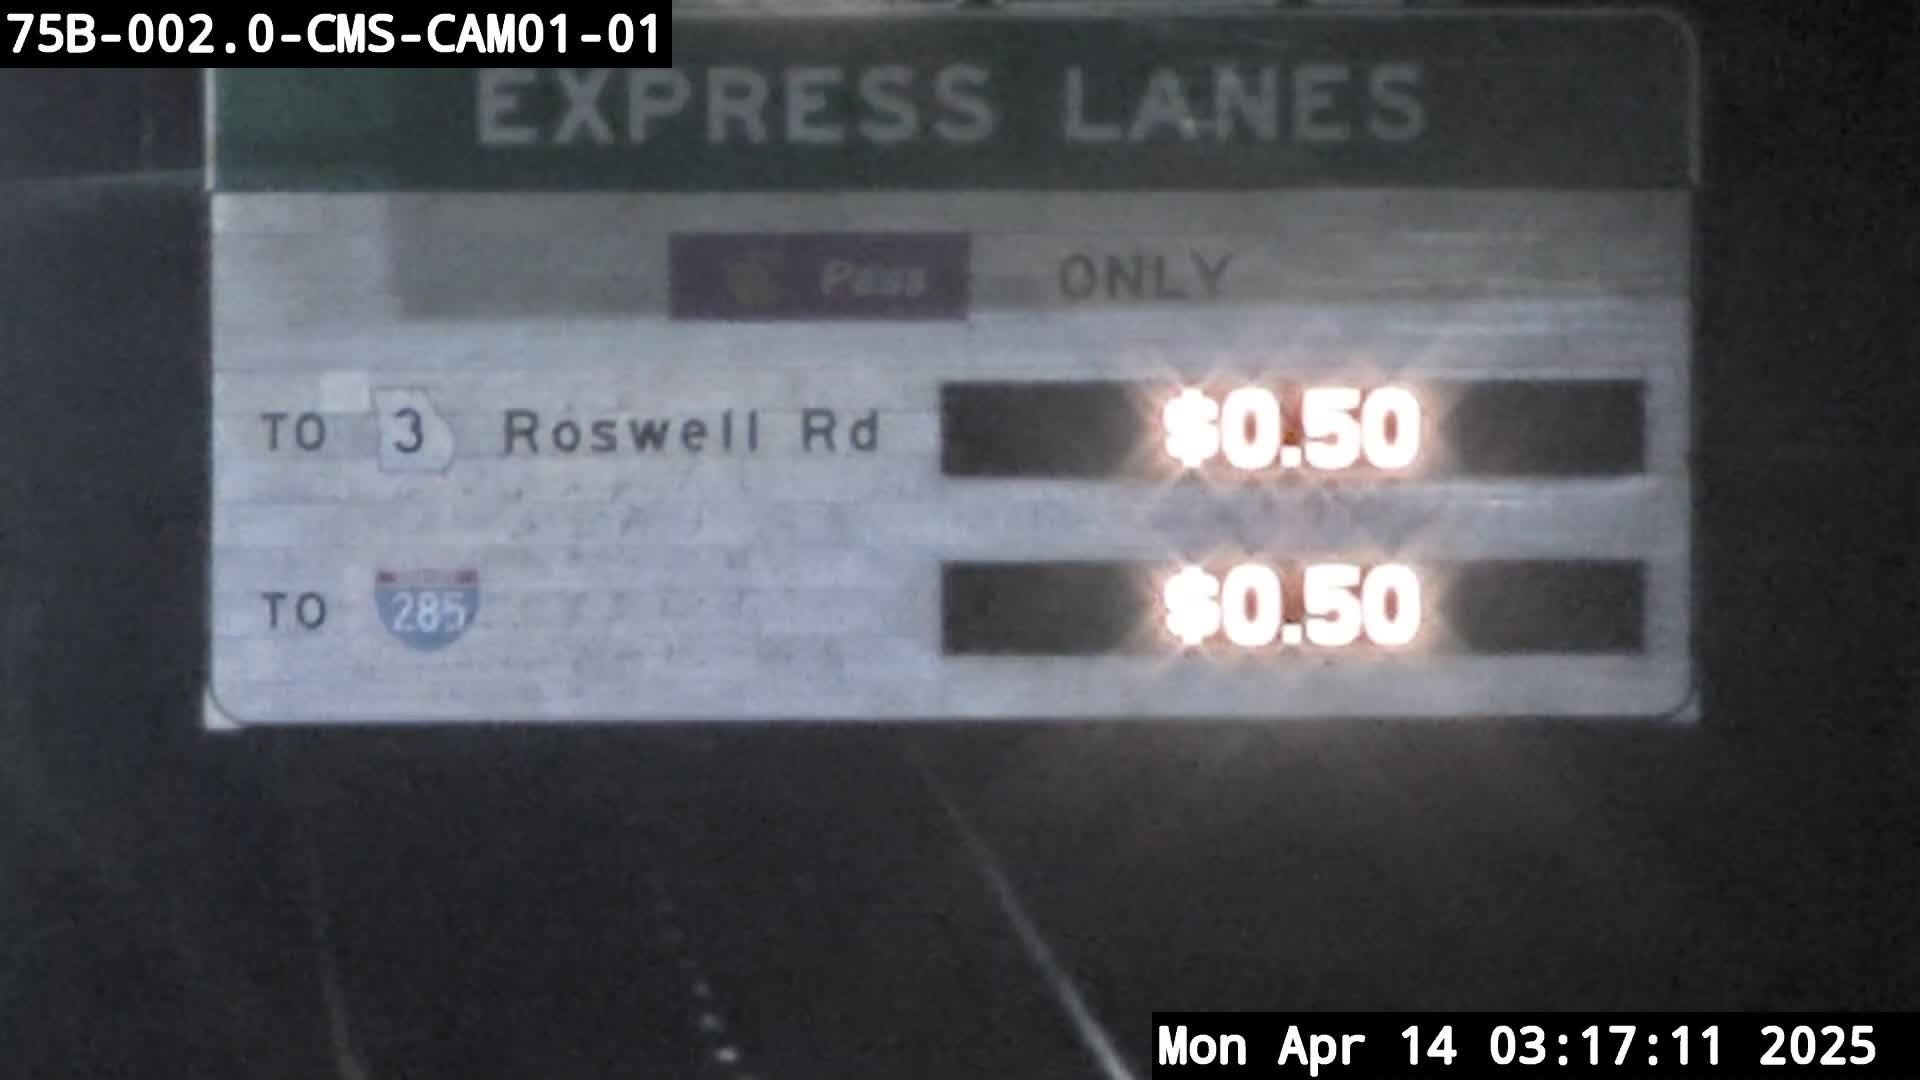 75B-002.0-CMS-CAM01-01
EXPRESS LANES
Pass ONLY
TO 3 Roswell Rd $0.50
TO 285 $0.50
Mon Apr 14 03:17:11 2025